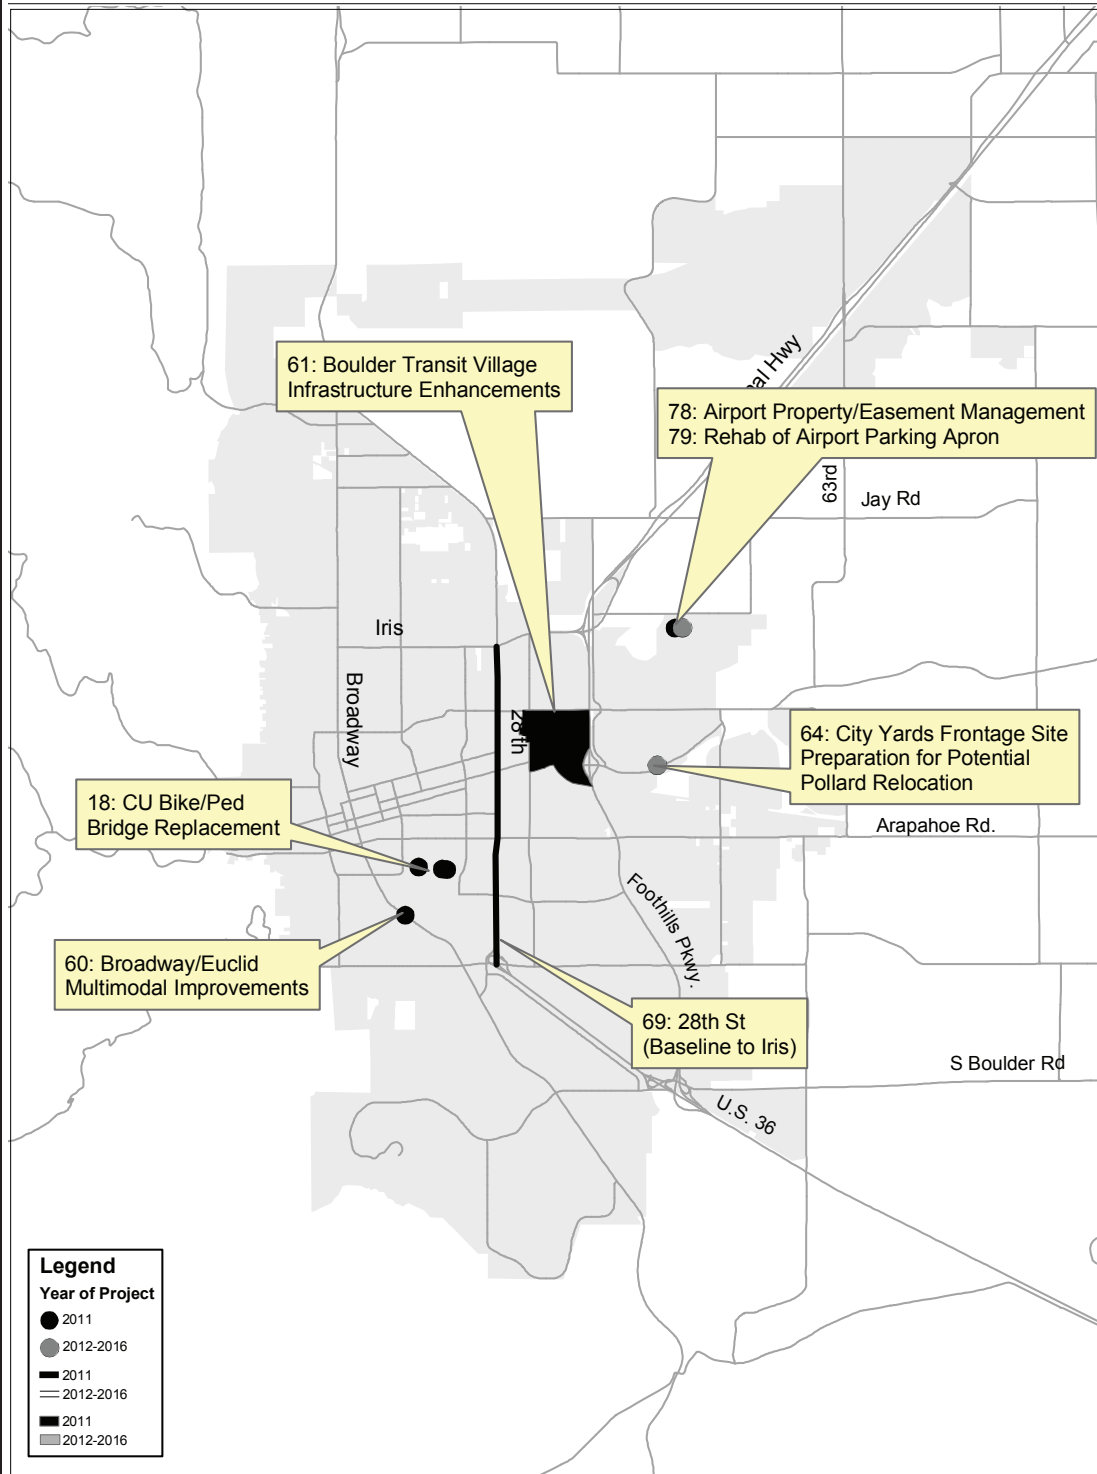 61: Boulder Transit Village
Infrastructure Enhancements
nal Hwy
78: Airport Property/Easement Management
79: Rehab of Airport Parking Apron
63rd
Jay Rd
Iris
Broadway
28th
64: City Yards Frontage Site
Preparation for Potential
Pollard Relocation
18: CU Bike/Ped
Bridge Replacement
Arapahoe Rd.
Foothills Pkwy.
60: Broadway/Euclid
Multimodal Improvements
69: 28th St
(Baseline to Iris)
S Boulder Rd
U.S. 36
Legend
Year of Project
2011
2012-2016
2011
2012-2016
2011
2012-2016